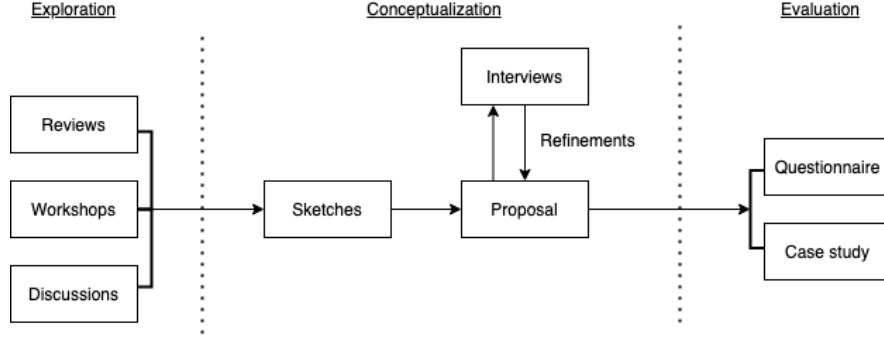 Exploration
Conceptualization
Evaluation
Interviews
Reviews
Refinements
Questionnaire
Workshops
Sketches
Proposal
Case study
Discussions